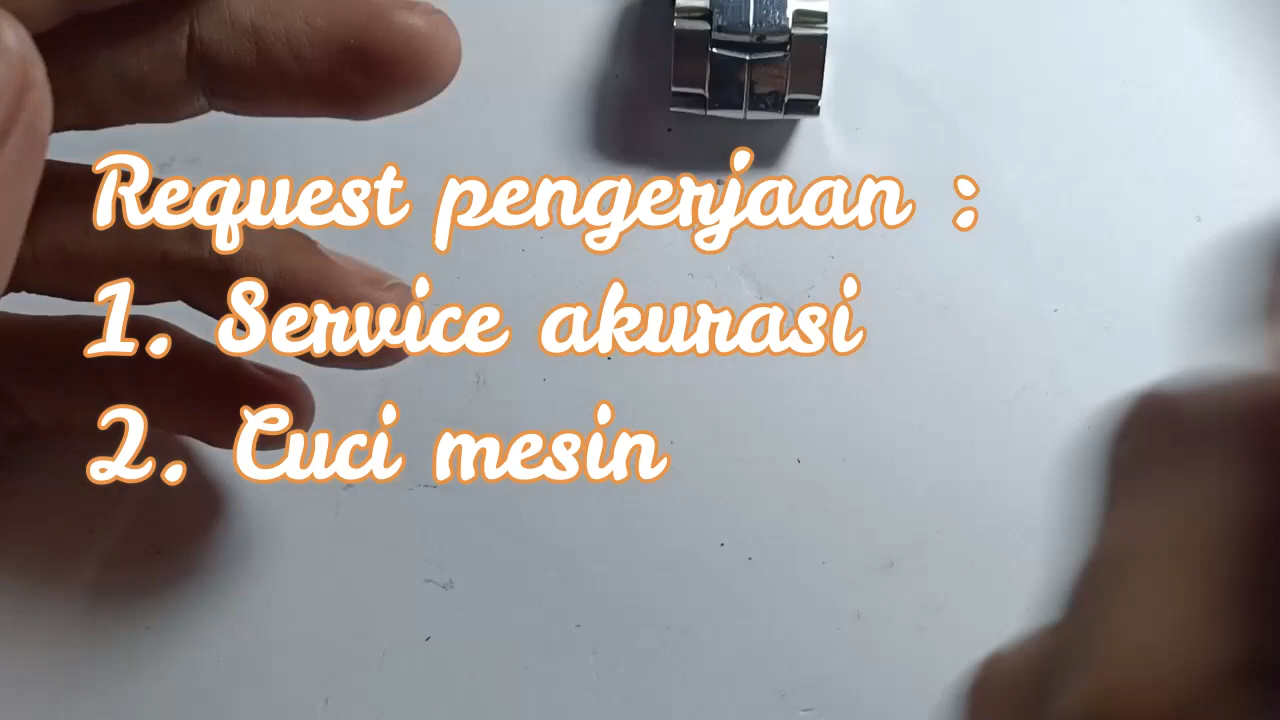 Request pengerjaan :
1. Service akurasi
2. Cuci mesin